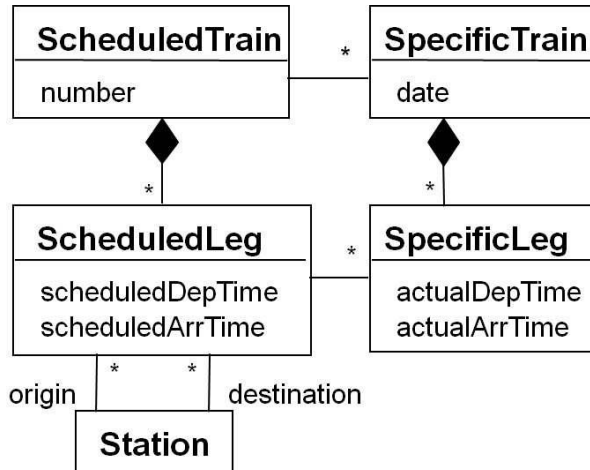 ScheduledTrain
number
*
SpecificTrain
date
*
*
ScheduledLeg
scheduledDepTime
scheduledArrTime
*
SpecificLeg
actualDepTime
actualArrTime
origin
*
*
destination
Station